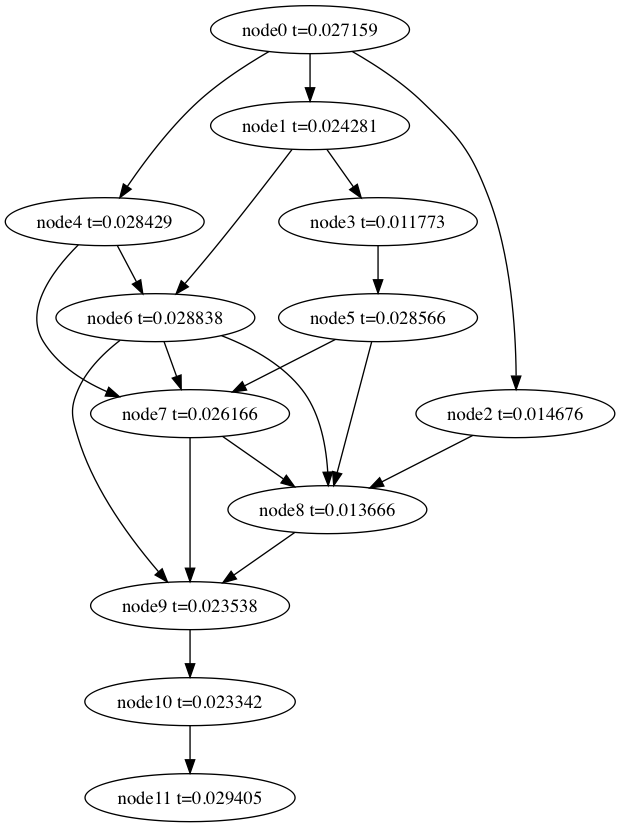 node0 t=0.027159
node1 t=0.024281
node4 t=0.028429
node3 t=0.011773
node6 t=0.028838
node5 t=0.028566
node7 t=0.026166
node2 t=0.014676
node8 t=0.013666
node9 t=0.023538
node10 t=0.023342
node11 t=0.029405